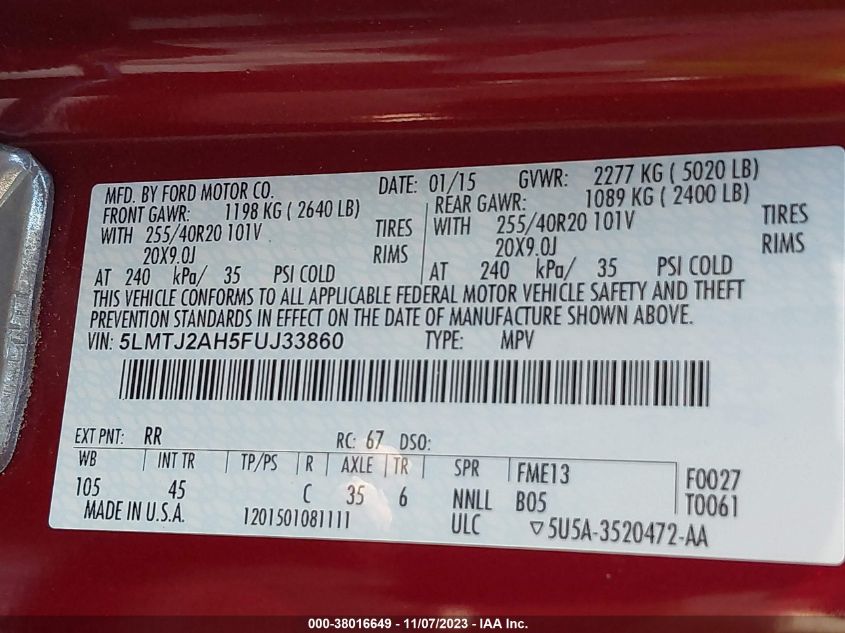 MFD. BY FORD MOTOR CO. DATE: 01/15 GVWR: 2277 KG ( 5020 LB)
FRONT GAWR: 1198 KG ( 2640 LB) REAR GAWR: 1089 KG ( 2400 LB)
WITH 255/40R20 101V TIRES WITH 255/40R20 101V TIRES
20X9.0J RIMS 20X9.0J RIMS
AT 240 kPa/ 35 PSI COLD AT 240 kPa/ 35 PSI COLD
THIS VEHICLE CONFORMS TO ALL APPLICABLE FEDERAL MOTOR VEHICLE SAFETY AND THEFT
PREVENTION STANDARDS IN EFFECT ON THE DATE OF MANUFACTURE SHOWN ABOVE.
VIN: 5LMTJ2AH5FUJ33860 TYPE: MPV
EXT PNT: RR RC: 67 DSO:
WB INT TR TP/PS R AXLE TR SPR FME13 F0027
105 45 C 35 6 NNLL B05 T0061
MADE IN U.S.A. 1201501081111 ULC ▽5U5A-3520472-AA
000-38016649 - 11/07/2023 - IAA Inc.